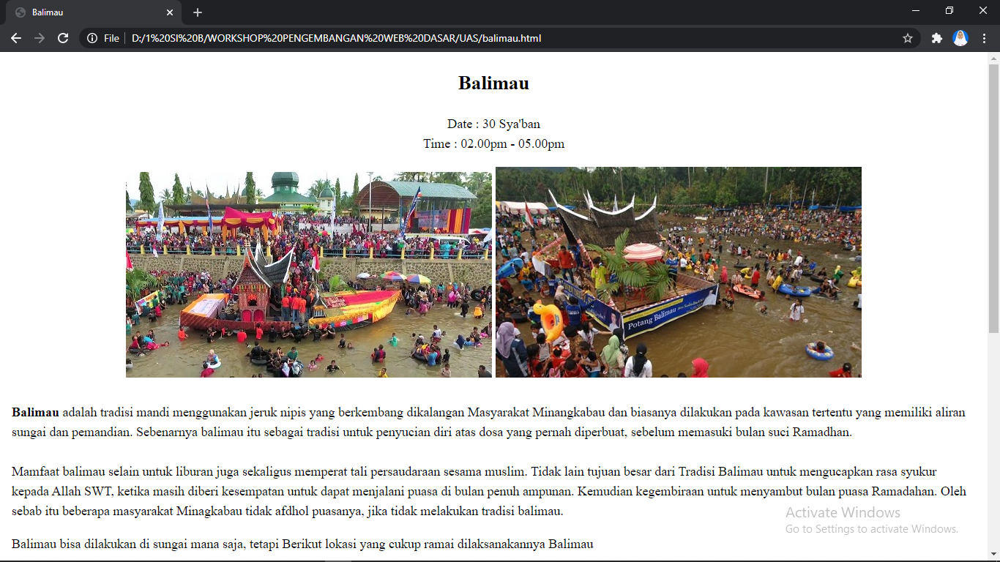 Balimau
File
D:/1%20SI%20B/WORKSHOP%20PENGEMBANGAN%20WEB%20DASAR/UAS/balimau.html
Balimau
Date : 30 Sya'ban
Time : 02.00pm - 05.00pm
Potang Balimau
Balimau adalah tradisi mandi menggunakan jeruk nipis yang berkembang dikalangan Masyarakat Minangkabau dan biasanya dilakukan pada kawasan tertentu yang memiliki aliran
sungai dan pemandian. Sebenarnya balimau itu sebagai tradisi untuk penyucian diri atas dosa yang pernah diperbuat, sebelum memasuki bulan suci Ramadhan.
Mamfaat balimau selain untuk liburan juga sekaligus memperat tali persaudaraan sesama muslim. Tidak lain tujuan besar dari Tradisi Balimau untuk mengucapkan rasa syukur
kepada Allah SWT, ketika masih diberi kesempatan untuk dapat menjalani puasa di bulan penuh ampunan. Kemudian kegembiraan untuk menyambut bulan puasa Ramadahan. Oleh
sebab itu beberapa masyarakat Minagkabau tidak afdhol puasanya, jika tidak melakukan tradisi balimau.
Activate Windows
Go to Settings to activate Windows.
Balimau bisa dilakukan di sungai mana saja, tetapi Berikut lokasi yang cukup ramai dilaksanakannya Balimau